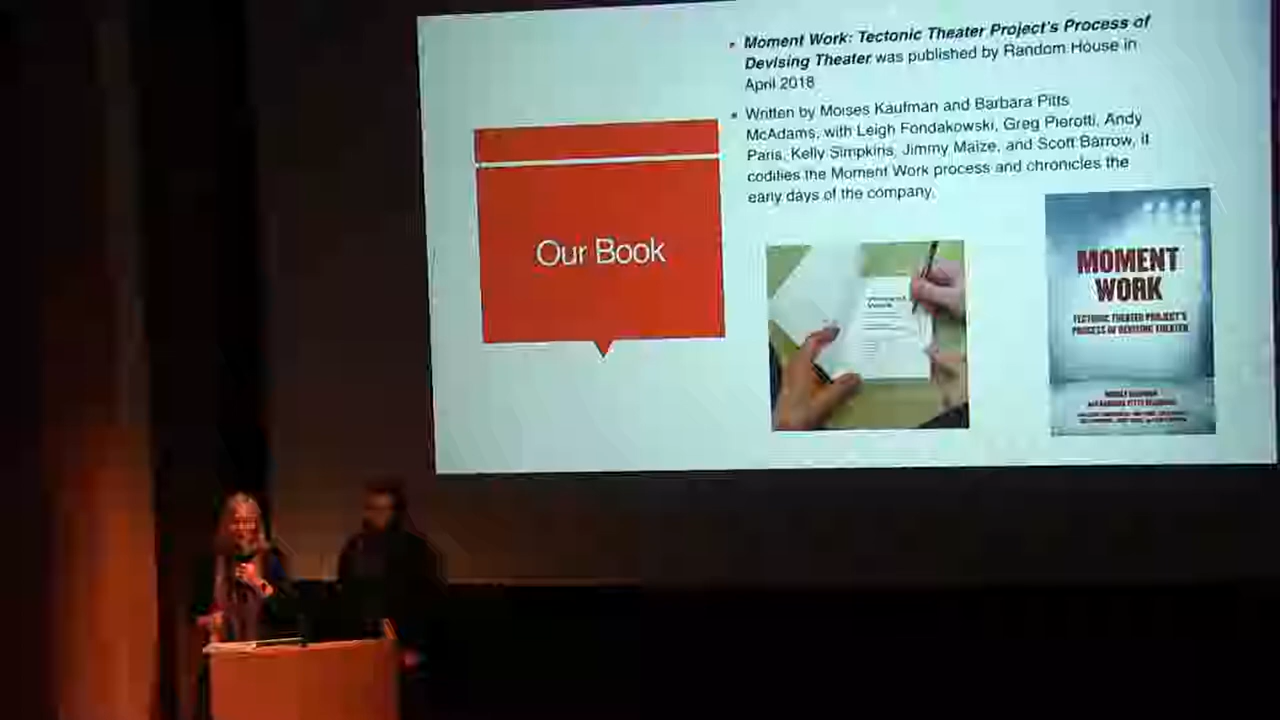 Moment Work: Tectonic Theater Project's Process of
Devising Theater was published by Random House in
April 2018
Written by Moises Kaufman and Barbara Pitts
McAdams, with Leigh Fondakowski, Greg Pierotti, Andy
Paris, Kelly Simpkins, Jimmy Maize, and Scott Barrow, it
codifies the Moment Work process and chronicles the
early days of the company.
Our Book
MOMENT
WORK
TECTONIC THEATER PROJECT'S
PROCESS OF DEVISING THEATER